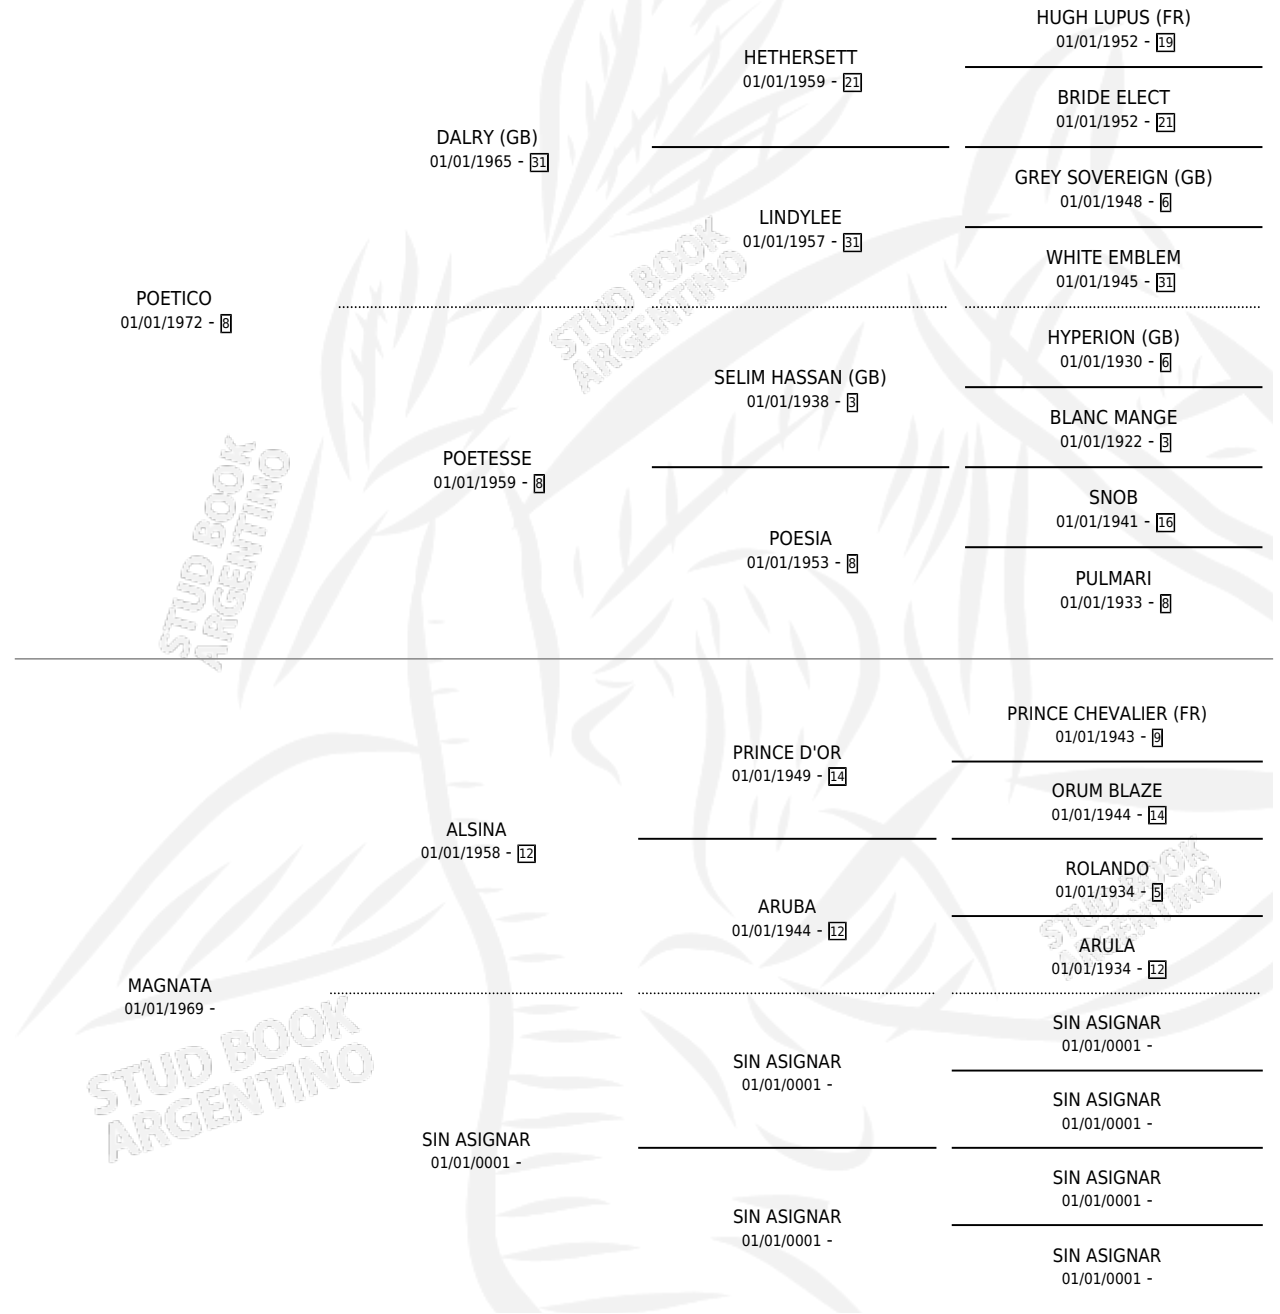 HUGH LUPUS (FR)
01/01/1952 - 19
HETHERSETT
01/01/1959 - 21
BRIDE ELECT
01/01/1952 - 21
DALRY (GB)
01/01/1965 - 31
GREY SOVEREIGN (GB)
01/01/1948 - 6
LINDYLEE
01/01/1957 - 31
WHITE EMBLEM
01/01/1945 - 31
POETICO
01/01/1972 - 8
STUD BOOK
ARGENTINO
HYPERION (GB)
01/01/1930 - 6
SELIM HASSAN (GB)
01/01/1938 - 3
BLANC MANGE
01/01/1922 - 3
POETESSE
01/01/1959 - 8
STUD BOOK
ARGENTINO
SNOB
01/01/1941 - 16
POESIA
01/01/1953 - 8
PULMARI
01/01/1933 - 8
PRINCE CHEVALIER (FR)
01/01/1943 - 9
PRINCE D'OR
01/01/1949 - 14
ORUM BLAZE
01/01/1944 - 14
ALSINA
01/01/1958 - 12
ROLANDO
01/01/1934 - 5
STUD BOOK
ARGENTINO
ARUBA
01/01/1944 - 12
ARULA
01/01/1934 - 12
MAGNATA
01/01/1969 -
STUD BOOK
ARGENTINO
SIN ASIGNAR
01/01/0001 -
SIN ASIGNAR
01/01/0001 -
SIN ASIGNAR
01/01/0001 -
SIN ASIGNAR
01/01/0001 -
SIN ASIGNAR
01/01/0001 -
SIN ASIGNAR
01/01/0001 -
SIN ASIGNAR
01/01/0001 -